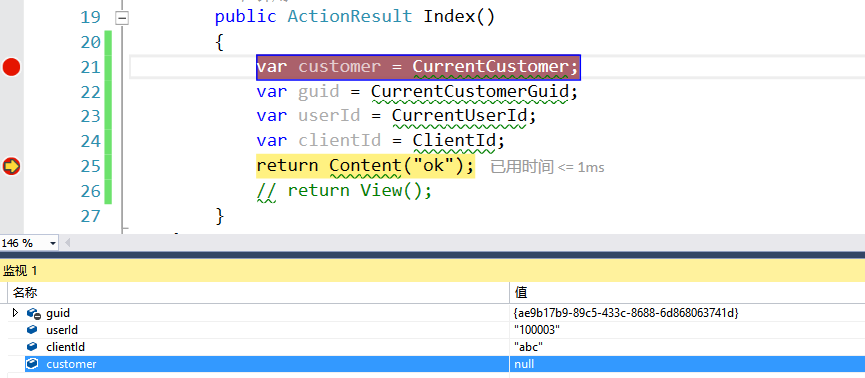 19 public ActionResult Index()
20 {
21 var customer = CurrentCustomer;
22 var guid = CurrentCustomerGuid;
23 var userId = CurrentUserId;
24 var clientId = ClientId;
25 return Content("ok"); 已用时间 <= 1ms
26 // return View();
27 }
146 %
监视 1
名称 值
guid {ae9b17b9-89c5-433c-8688-6d868063741d}
userId "100003"
clientId "abc"
customer null